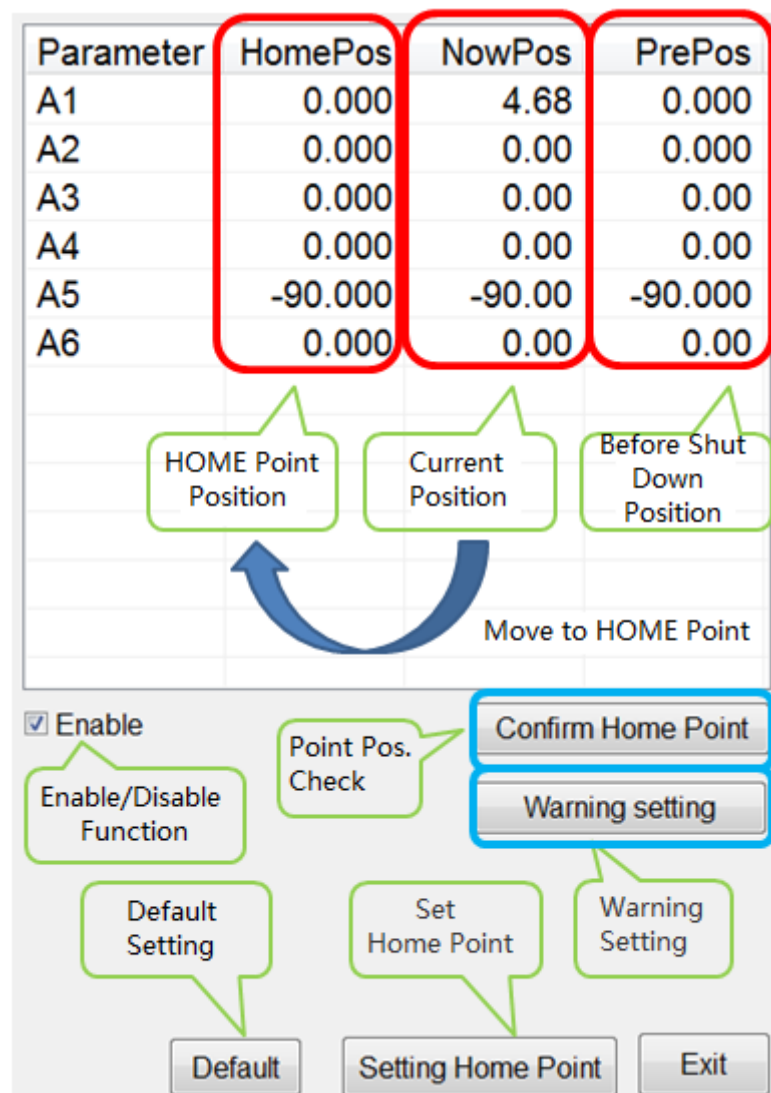 Parameter HomePos NowPos PrePos
A1 0.000 4.68 0.000
A2 0.000 0.00 0.000
A3 0.000 0.00 0.00
A4 0.000 0.00 0.00
A5 -90.000 -90.00 -90.000
A6 0.000 0.00 0.00
HOME Point
Position
Current
Position
Before Shut
Down
Position
Move to HOME Point
Enable
Point Pos.
Check
Confirm Home Point
Enable/Disable
Function
Warning setting
Default
Setting
Set
Home Point
Warning
Setting
Default
Setting Home Point
Exit